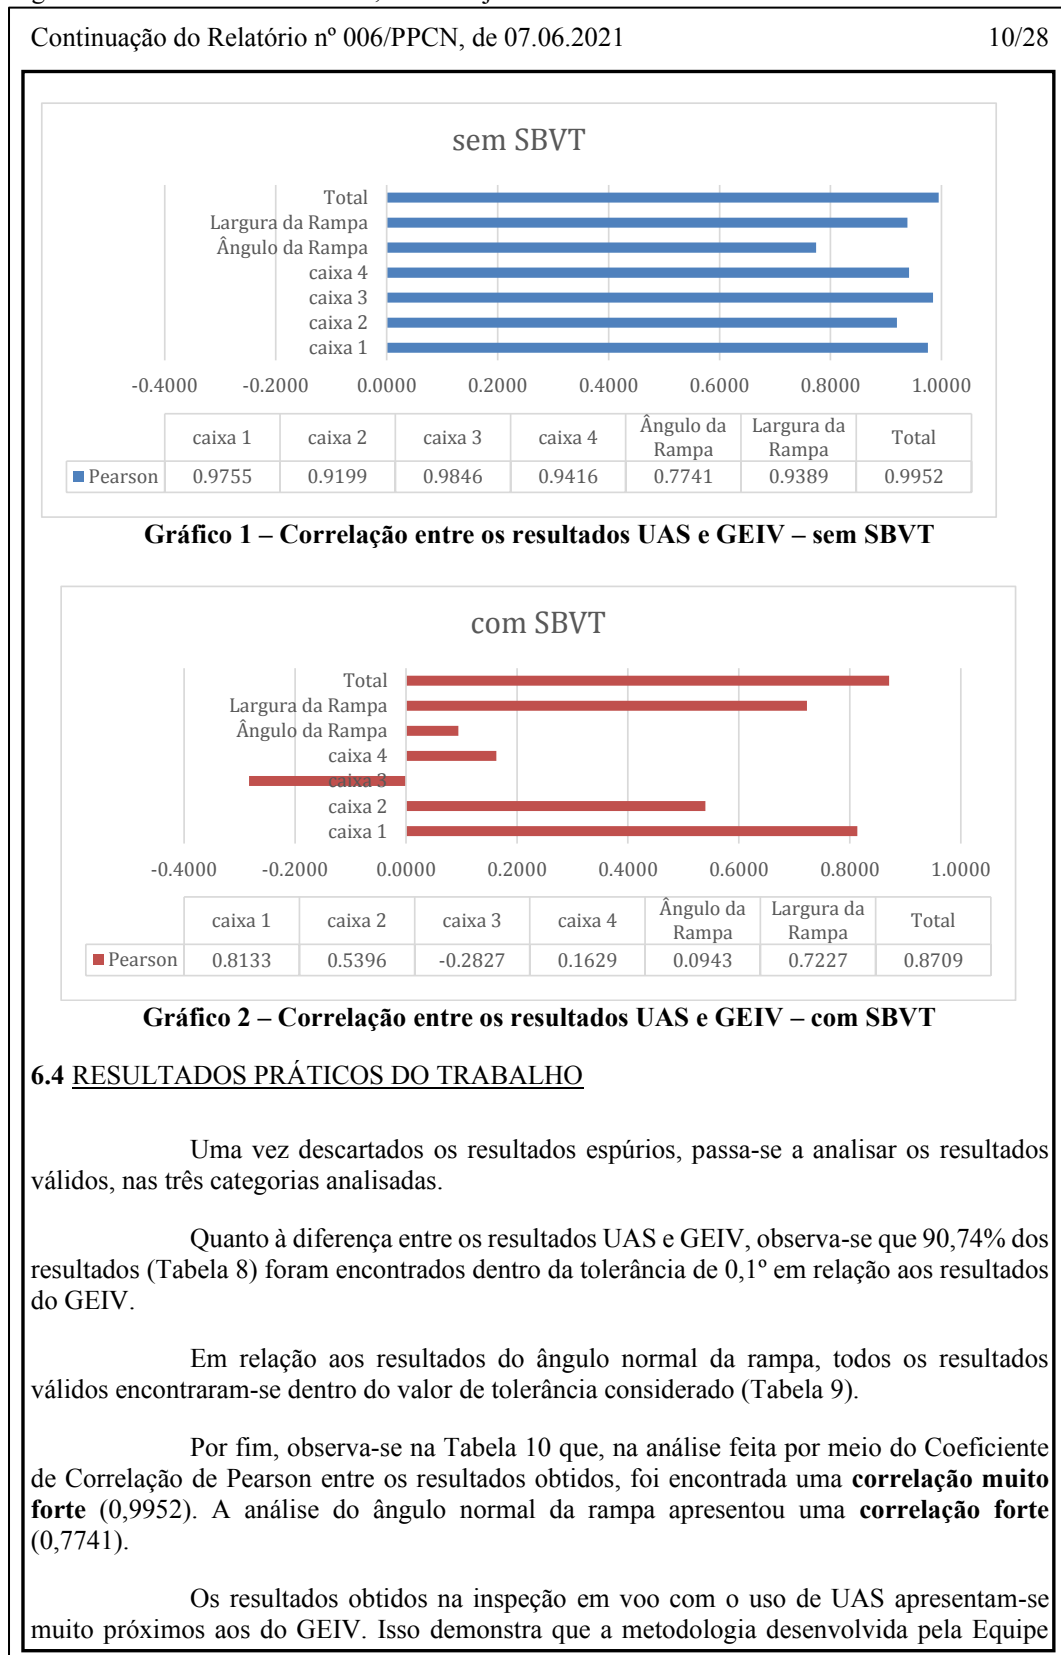 Continuação do Relatório nº 006/PPCN, de 07.06.2021 10/28
sem SBVT
Total
Largura da Rampa
Ângulo da Rampa
caixa 4
caixa 3
caixa 2
caixa 1
-0.4000 -0.2000 0.0000 0.2000 0.4000 0.6000 0.8000 1.0000
caixa 1 caixa 2 caixa 3 caixa 4 Ângulo da Rampa Largura da Rampa Total
Pearson 0.9755 0.9199 0.9846 0.9416 0.7741 0.9389 0.9952
Gráfico 1 – Correlação entre os resultados UAS e GEIV – sem SBVT
com SBVT
Total
Largura da Rampa
Ângulo da Rampa
caixa 4
caixa 3
caixa 2
caixa 1
-0.4000 -0.2000 0.0000 0.2000 0.4000 0.6000 0.8000 1.0000
caixa 1 caixa 2 caixa 3 caixa 4 Ângulo da Rampa Largura da Rampa Total
Pearson 0.8133 0.5396 -0.2827 0.1629 0.0943 0.7227 0.8709
Gráfico 2 – Correlação entre os resultados UAS e GEIV – com SBVT
6.4 RESULTADOS PRÁTICOS DO TRABALHO
Uma vez descartados os resultados espúrios, passa-se a analisar os resultados
válidos, nas três categorias analisadas.
Quanto à diferença entre os resultados UAS e GEIV, observa-se que 90,74% dos
resultados (Tabela 8) foram encontrados dentro da tolerância de 0,1º em relação aos resultados
do GEIV.
Em relação aos resultados do ângulo normal da rampa, todos os resultados
válidos encontraram-se dentro do valor de tolerância considerado (Tabela 9).
Por fim, observa-se na Tabela 10 que, na análise feita por meio do Coeficiente
de Correlação de Pearson entre os resultados obtidos, foi encontrada uma correlação muito
forte (0,9952). A análise do ângulo normal da rampa apresentou uma correlação forte
(0,7741).
Os resultados obtidos na inspeção em voo com o uso de UAS apresentam-se
muito próximos aos do GEIV. Isso demonstra que a metodologia desenvolvida pela Equipe